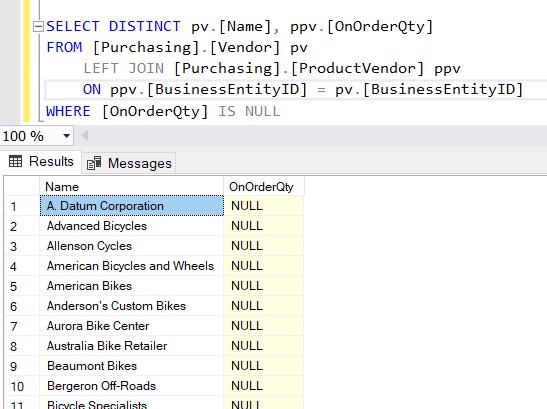 SELECT DISTINCT pv.[Name], ppv.[OnOrderQty]
FROM [Purchasing].[Vendor] pv
LEFT JOIN [Purchasing].[ProductVendor] ppv
ON ppv.[BusinessEntityID] = pv.[BusinessEntityID]
WHERE [OnOrderQty] IS NULL
100 %
Results Messages
Name OnOrderQty
1 A. Datum Corporation NULL
2 Advanced Bicycles NULL
3 Allenson Cycles NULL
4 American Bicycles and Wheels NULL
5 American Bikes NULL
6 Anderson's Custom Bikes NULL
7 Aurora Bike Center NULL
8 Australia Bike Retailer NULL
9 Beaumont Bikes NULL
10 Bergeron Off-Roads NULL
11 Bicycle Specialists NULL